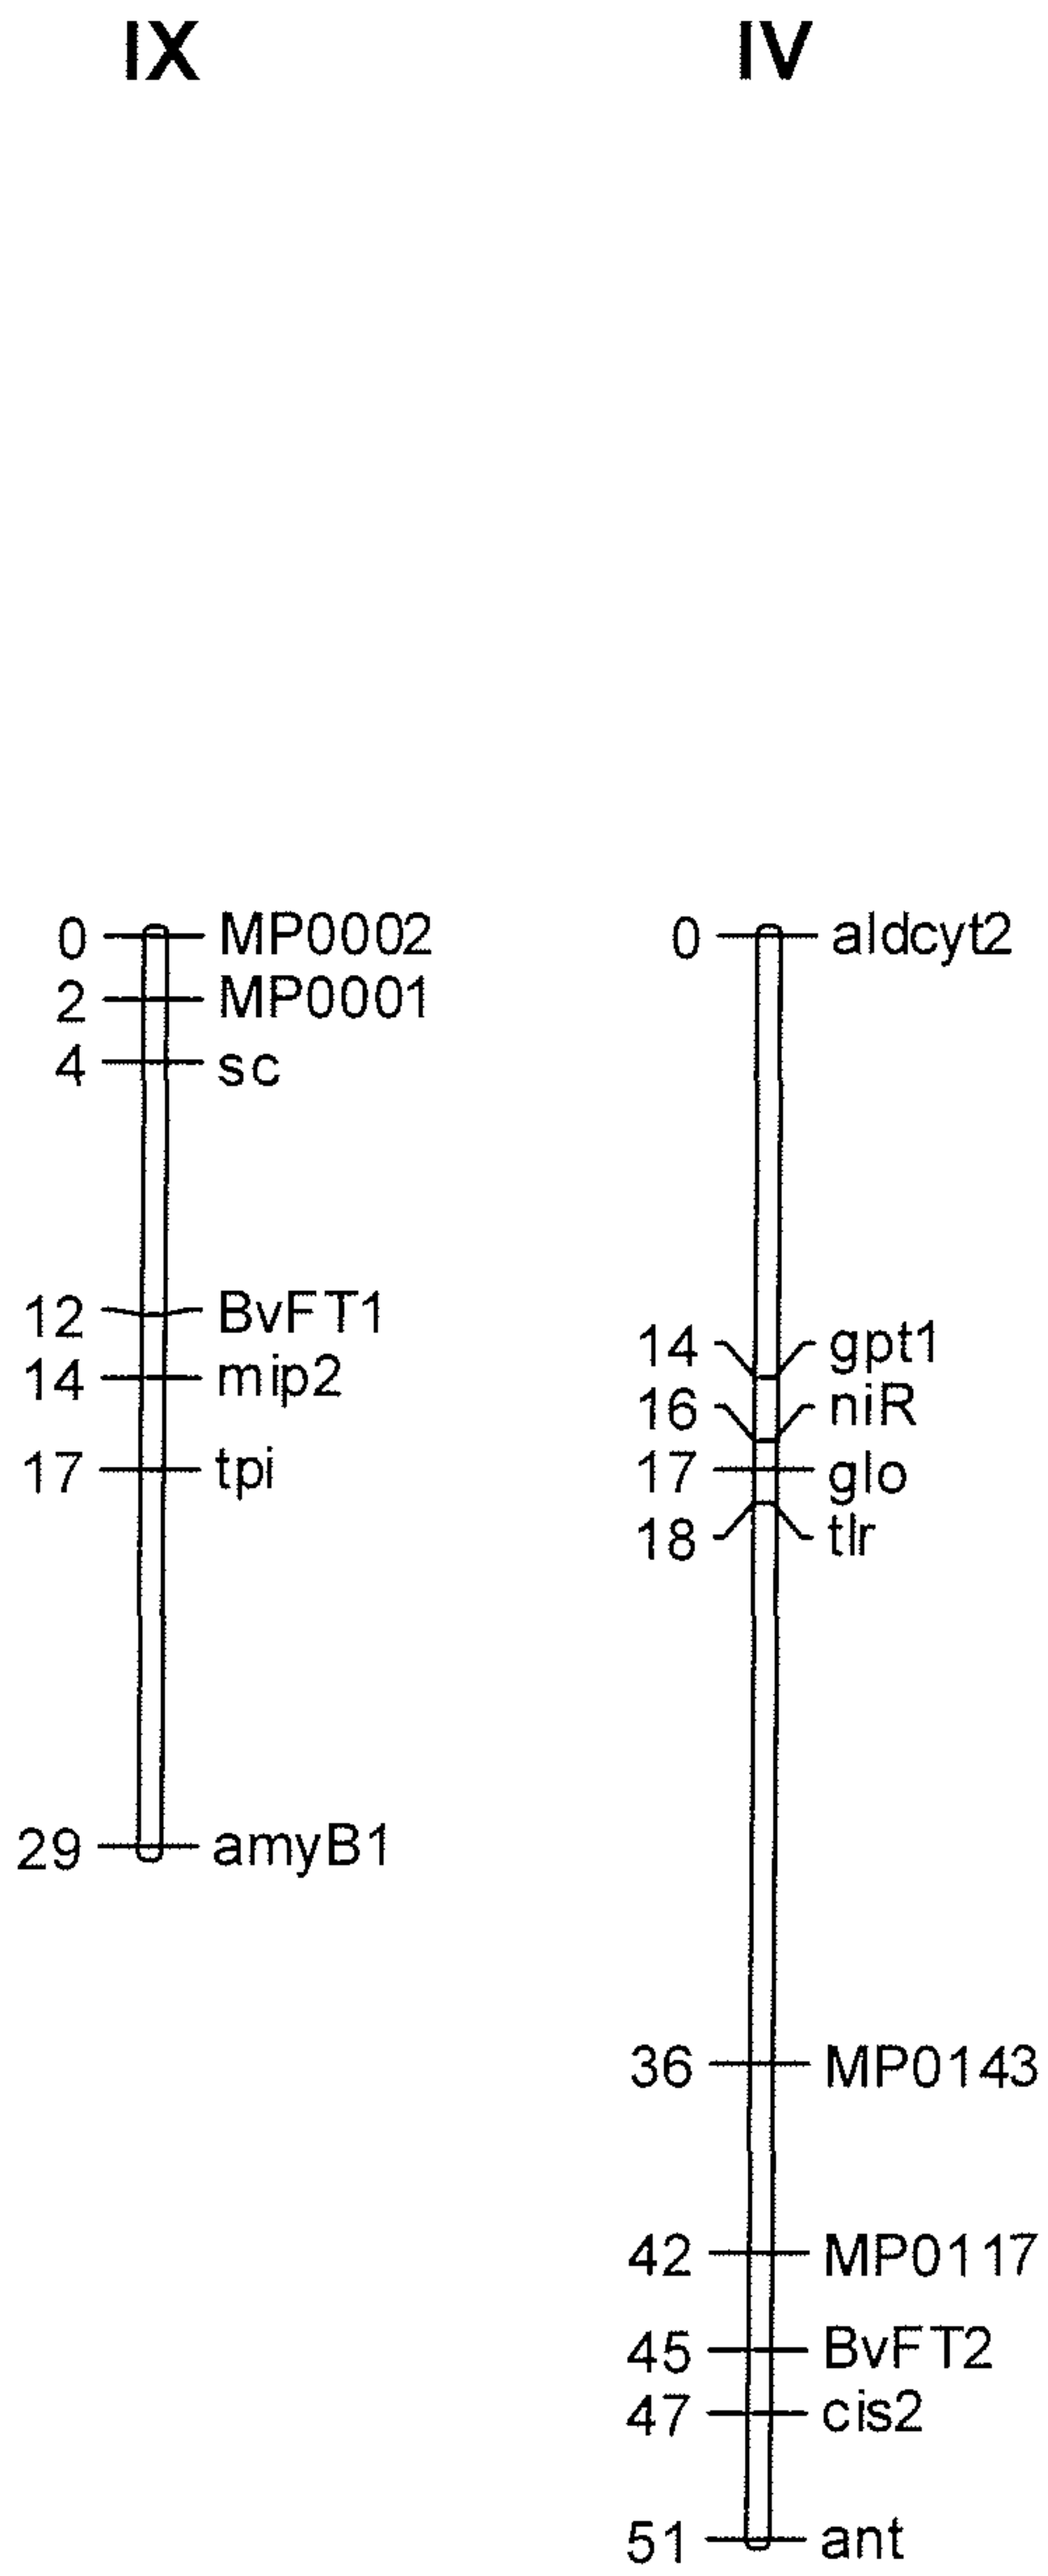 IX
0 MP0002
2 MP0001
4 sc
12 BvFT1
14 mip2
17 tpi
29 amyB1
IV
0 aldcyt2
14 gpt1
16 niR
17 glo
18 tlr
36 MP0143
42 MP0117
45 BvFT2
47 cis2
51 ant